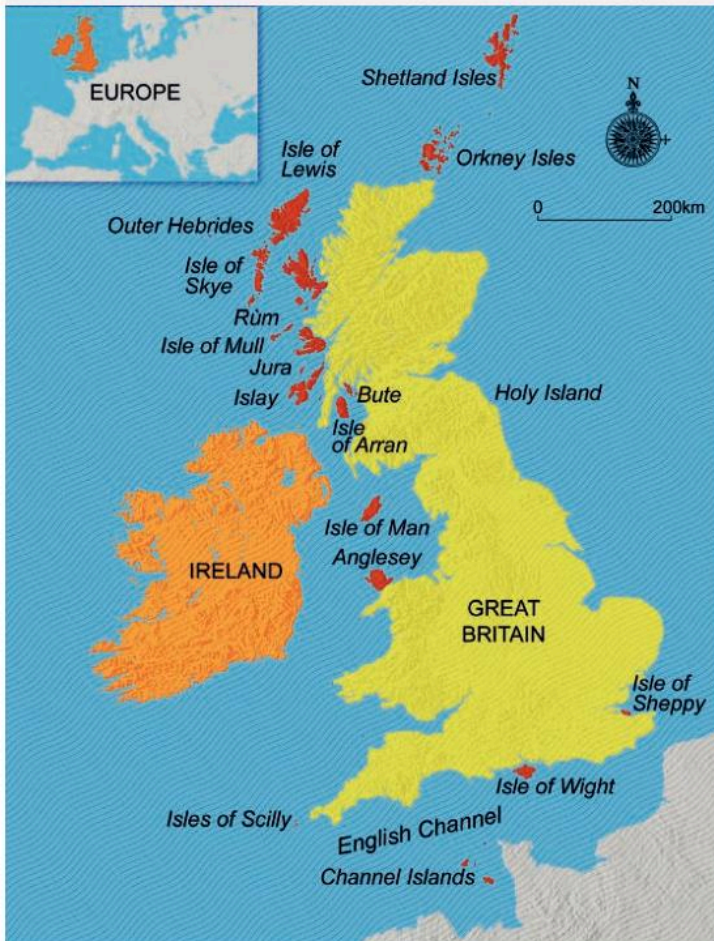 EUROPE
Shetland Isles
N
Orkney Isles
0 200km
Isle of
Lewis
Outer Hebrides
Isle of
Skye
Rùm
Isle of Mull
Jura
Islay
Bute
Isle
of Arran
Holy Island
Isle of Man
Anglesey
IRELAND
GREAT
BRITAIN
Isle of
Sheppy
Isle of Wight
Isles of Scilly
English Channel
Channel Islands